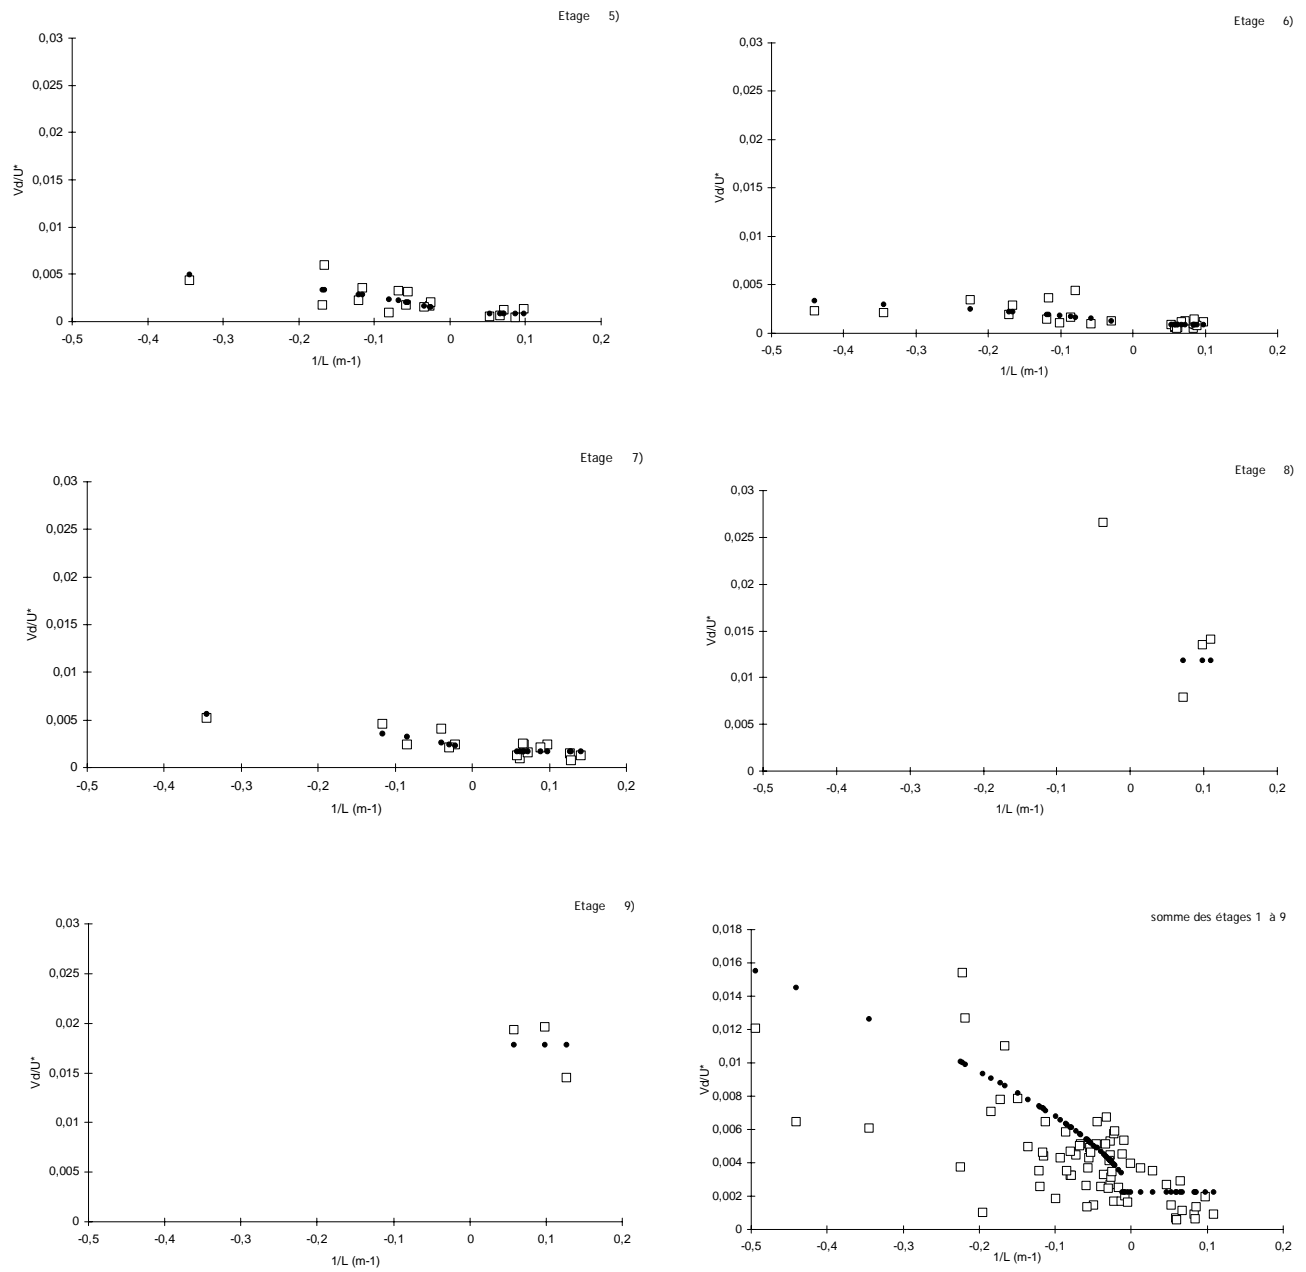 Etage 5)
0,03
0,025
0,02
0,015
0,01
0,005
0
Vd/U*
-0,5 -0,4 -0,3 -0,2 -0,1 0 0,1 0,2
1/L (m-1)
Etage 6)
0,03
0,025
0,02
0,015
0,01
0,005
0
Vd/U*
-0,5 -0,4 -0,3 -0,2 -0,1 0 0,1 0,2
1/L (m-1)
Etage 7)
0,03
0,025
0,02
0,015
0,01
0,005
0
Vd/U*
-0,5 -0,4 -0,3 -0,2 -0,1 0 0,1 0,2
1/L (m-1)
Etage 8)
0,03
0,025
0,02
0,015
0,01
0,005
0
Vd/U*
-0,5 -0,4 -0,3 -0,2 -0,1 0 0,1 0,2
1/L (m-1)
Etage 9)
0,03
0,025
0,02
0,015
0,01
0,005
0
Vd/U*
-0,5 -0,4 -0,3 -0,2 -0,1 0 0,1 0,2
1/L (m-1)
somme des étages 1 à 9
0,018
0,016
0,014
0,012
0,01
0,008
0,006
0,004
0,002
0
Vd/U*
-0,5 -0,4 -0,3 -0,2 -0,1 0 0,1 0,2
1/L (m-1)